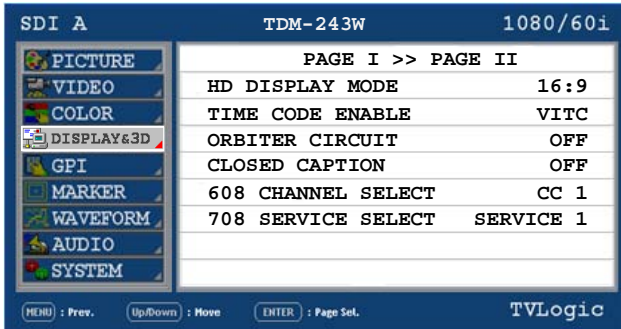 SDI A TDM-243W 1080/60i
PICTURE
VIDEO
COLOR
DISPLAY&3D
GPI
MARKER
WAVEFORM
AUDIO
SYSTEM
PAGE I >> PAGE II
HD DISPLAY MODE 16:9
TIME CODE ENABLE VITC
ORBITER CIRCUIT OFF
CLOSED CAPTION OFF
608 CHANNEL SELECT CC 1
708 SERVICE SELECT SERVICE 1
MENU : Prev. Up/Down : Move ENTER : Page Sel. TVLogic